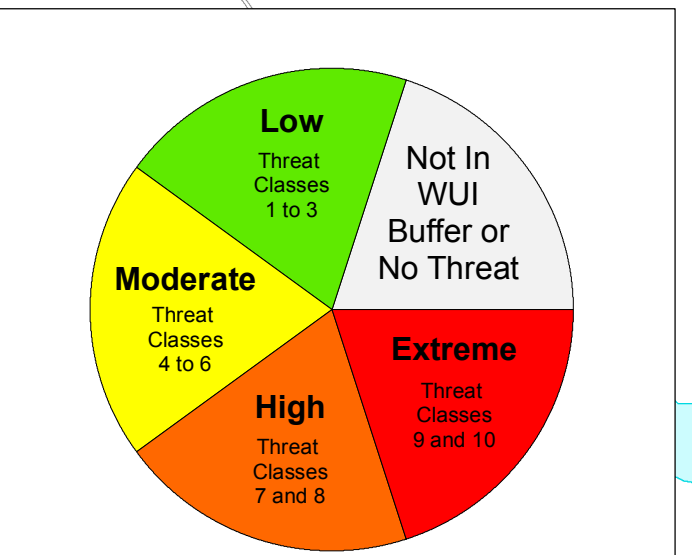 Low
Threat
Classes
1 to 3
Not In
WUI
Buffer or
No Threat
Moderate
Threat
Classes
4 to 6
Extreme
Threat
Classes
9 and 10
High
Threat
Classes
7 and 8